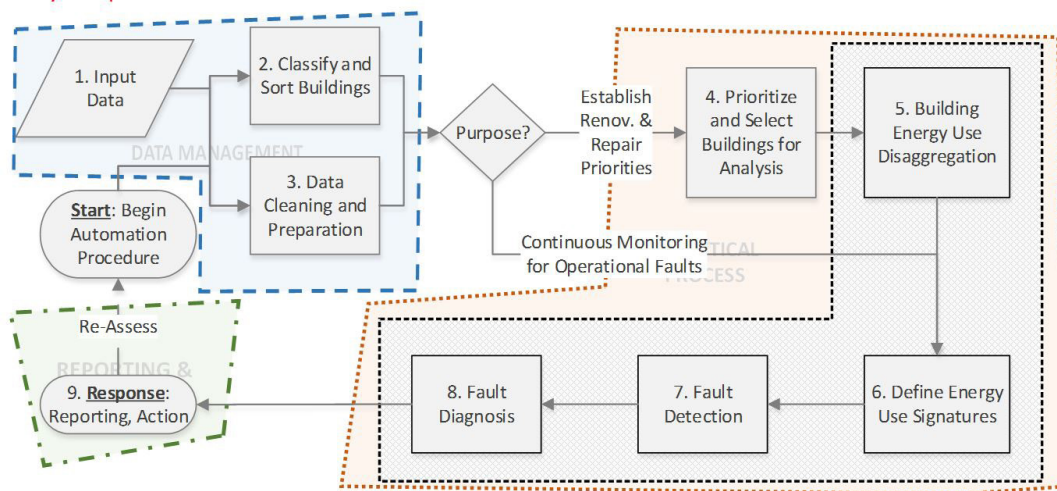 1. Input
Data
2. Classify and
Sort Buildings
DATA MANAGEMENT
3. Data
Cleaning and
Preparation
Start: Begin
Automation
Procedure
Purpose?
Establish
Renov. &
Repair
Priorities
4. Prioritize
and Select
Buildings for
Analysis
5. Building
Energy Use
Disaggregation
Continuous Monitoring
for Operational Faults
PROCESS
Re-Assess
REPORTING &
9. Response:
Reporting, Action
8. Fault
Diagnosis
7. Fault
Detection
6. Define Energy
Use Signatures